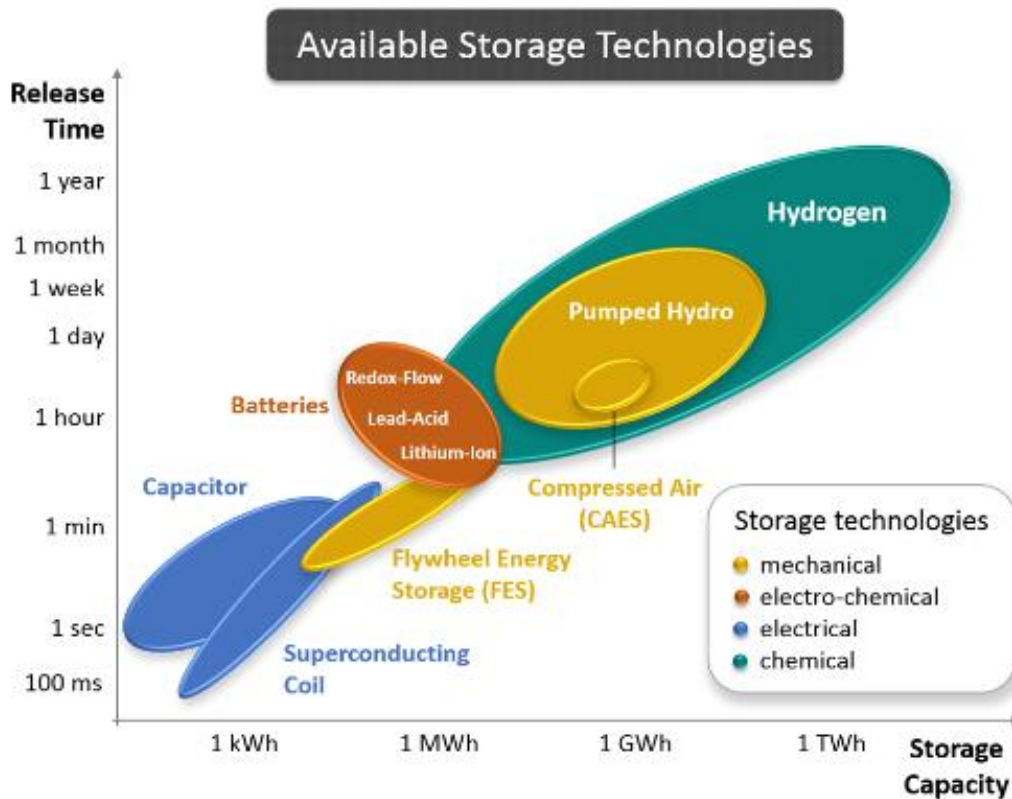 Available Storage Technologies
Release
Time
1 year
1 month
1 week
1 day
1 hour
1 min
1 sec
100 ms
Hydrogen
Pumped Hydro
Redox-Flow
Lead-Acid
Lithium-Ion
Batteries
Capacitor
Compressed Air
(CAES)
Flywheel Energy
Storage (FES)
Superconducting
Coil
Storage technologies
mechanical
electro-chemical
electrical
chemical
1 kWh
1 MWh
1 GWh
1 TWh
Storage
Capacity